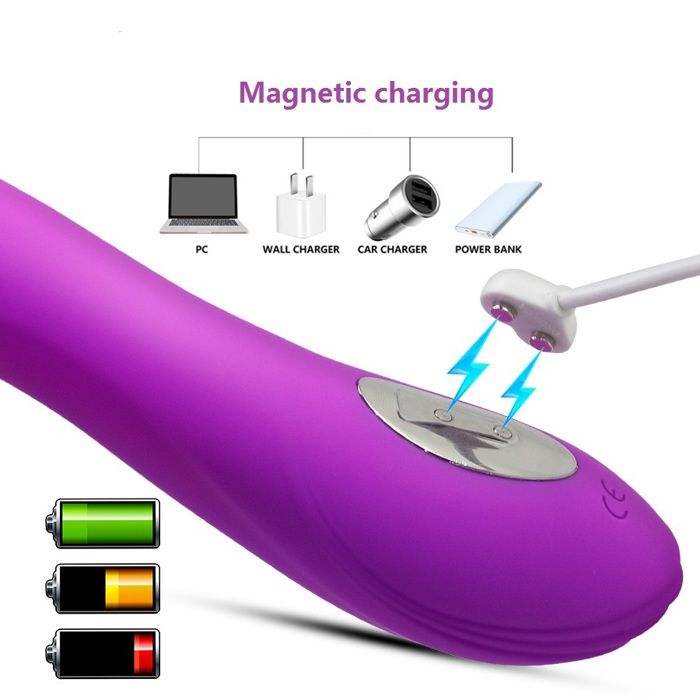 Magnetic charging
PC
WALL CHARGER
CAR CHARGER
POWER BANK
CE